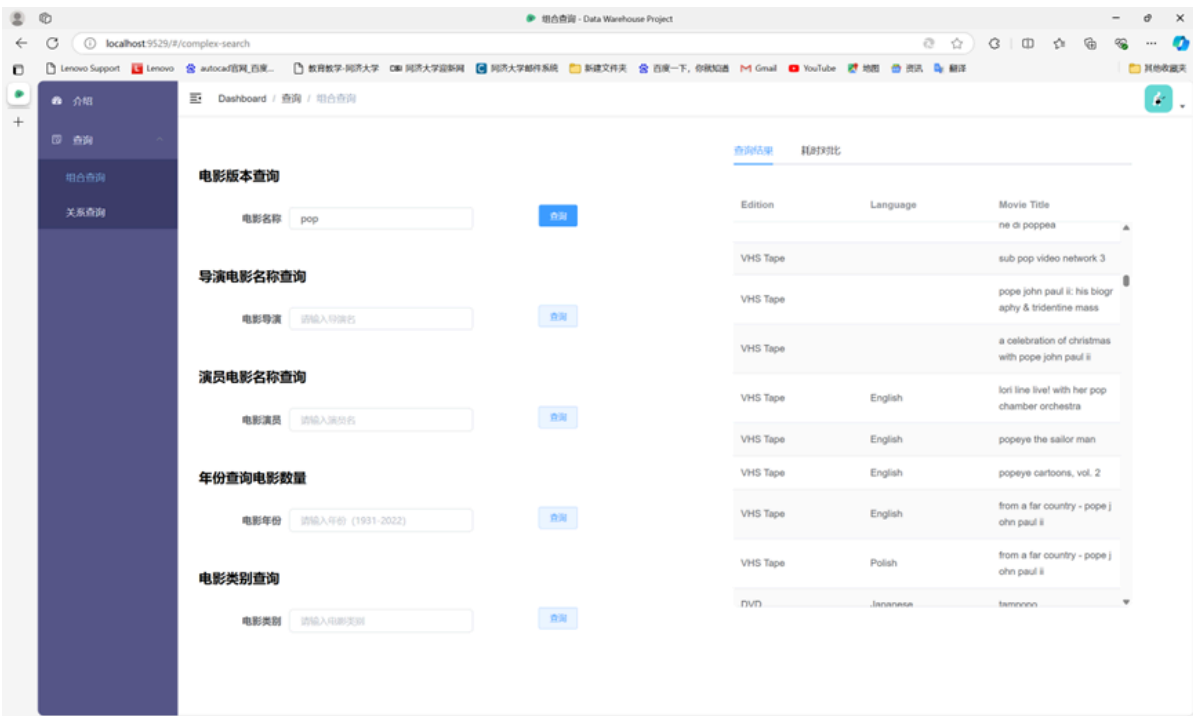 组合查询 - Data Warehouse Project
localhost:9529/#/complex-search
Lenovo Support Lenovo autocad官网_百度... 教育教学-同济大学 同济大学迎新网 同济大学邮件系统 新建文件夹 百度一下，你就知道 Gmail YouTube 地图 资讯 翻译 其他收藏夹
介绍
查询
组合查询
关系查询
Dashboard / 查询 / 组合查询
电影版本查询
电影名称 pop 查询
导演电影名称查询
电影导演 请输入导演名 查询
演员电影名称查询
电影演员 请输入演员名 查询
年份查询电影数量
电影年份 请输入年份 (1931-2022) 查询
电影类别查询
电影类别 请输入电影类别 查询
查询结果 耗时对比
Edition Language Movie Title
ne di poppea
VHS Tape sub pop video network 3
VHS Tape pope john paul ii: his biogr
aphy & tridentine mass
VHS Tape a celebration of christmas
with pope john paul ii
VHS Tape English lori line live! with her pop
chamber orchestra
VHS Tape English popeye the sailor man
VHS Tape English popeye cartoons, vol. 2
VHS Tape English from a far country - pope j
ohn paul ii
VHS Tape Polish from a far country - pope j
ohn paul ii
DVD Japanese tampopo